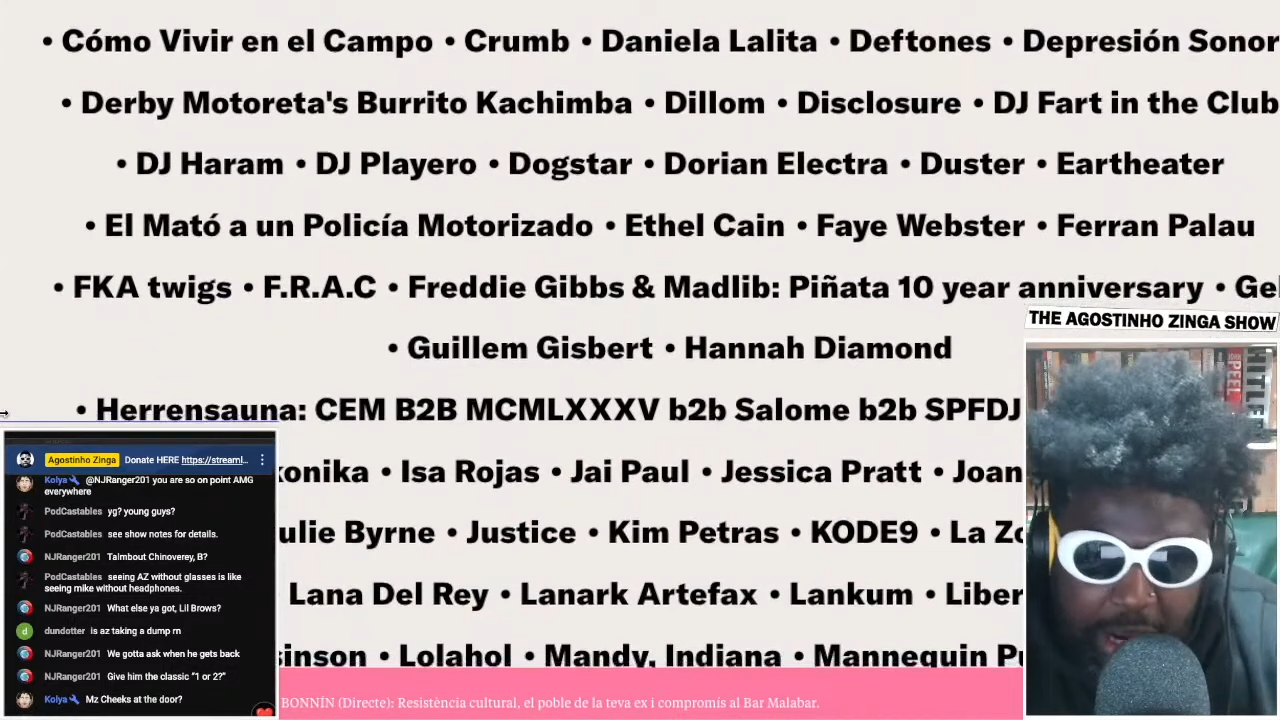 • Cómo Vivir en el Campo • Crumb • Daniela Lalita • Deftones • Depresión Sonor
• Derby Motoreta's Burrito Kachimba • Dillom • Disclosure • DJ Fart in the Club
• DJ Haram • DJ Playero • Dogstar • Dorian Electra • Duster • Eartheater
• El Mató a un Policía Motorizado • Ethel Cain • Faye Webster • Ferran Palau
• FKA twigs • F.R.A.C • Freddie Gibbs & Madlib: Piñata 10 year anniversary • Ge
• Guillem Gisbert • Hannah Diamond
• Herrensauna: CEM B2B MCMLXXXV b2b Salome b2b SPFDJ
konika • Isa Rojas • Jai Paul • Jessica Pratt • Joan
ulie Byrne • Justice • Kim Petras • KODE9 • La Zo
Lana Del Rey • Lanark Artefax • Lankum • Liber
sinson • Lolahol • Mandy, Indiana • Mannequin Pu
BONNÍN (Directe): Resistència cultural, el poble de la teva ex i compromís al Bar Malabar.
THE AGOSTINHO ZINGA SHOW
PEEL
HITLER
Agostinho Zinga Donate HERE https://streaml...
Kolya @NJRanger201 you are so on point AMG
everywhere
PodCastables yg? young guys?
PodCastables see show notes for details.
NJRanger201 Talmbout Chinoverey, B?
PodCastables seeing AZ without glasses is like
seeing mike without headphones.
NJRanger201 What else ya got, Lil Brows?
d
dundotter is az taking a dump rn
NJRanger201 We gotta ask when he gets back
NJRanger201 Give him the classic "1 or 2?"
Kolya Mz Cheeks at the door?